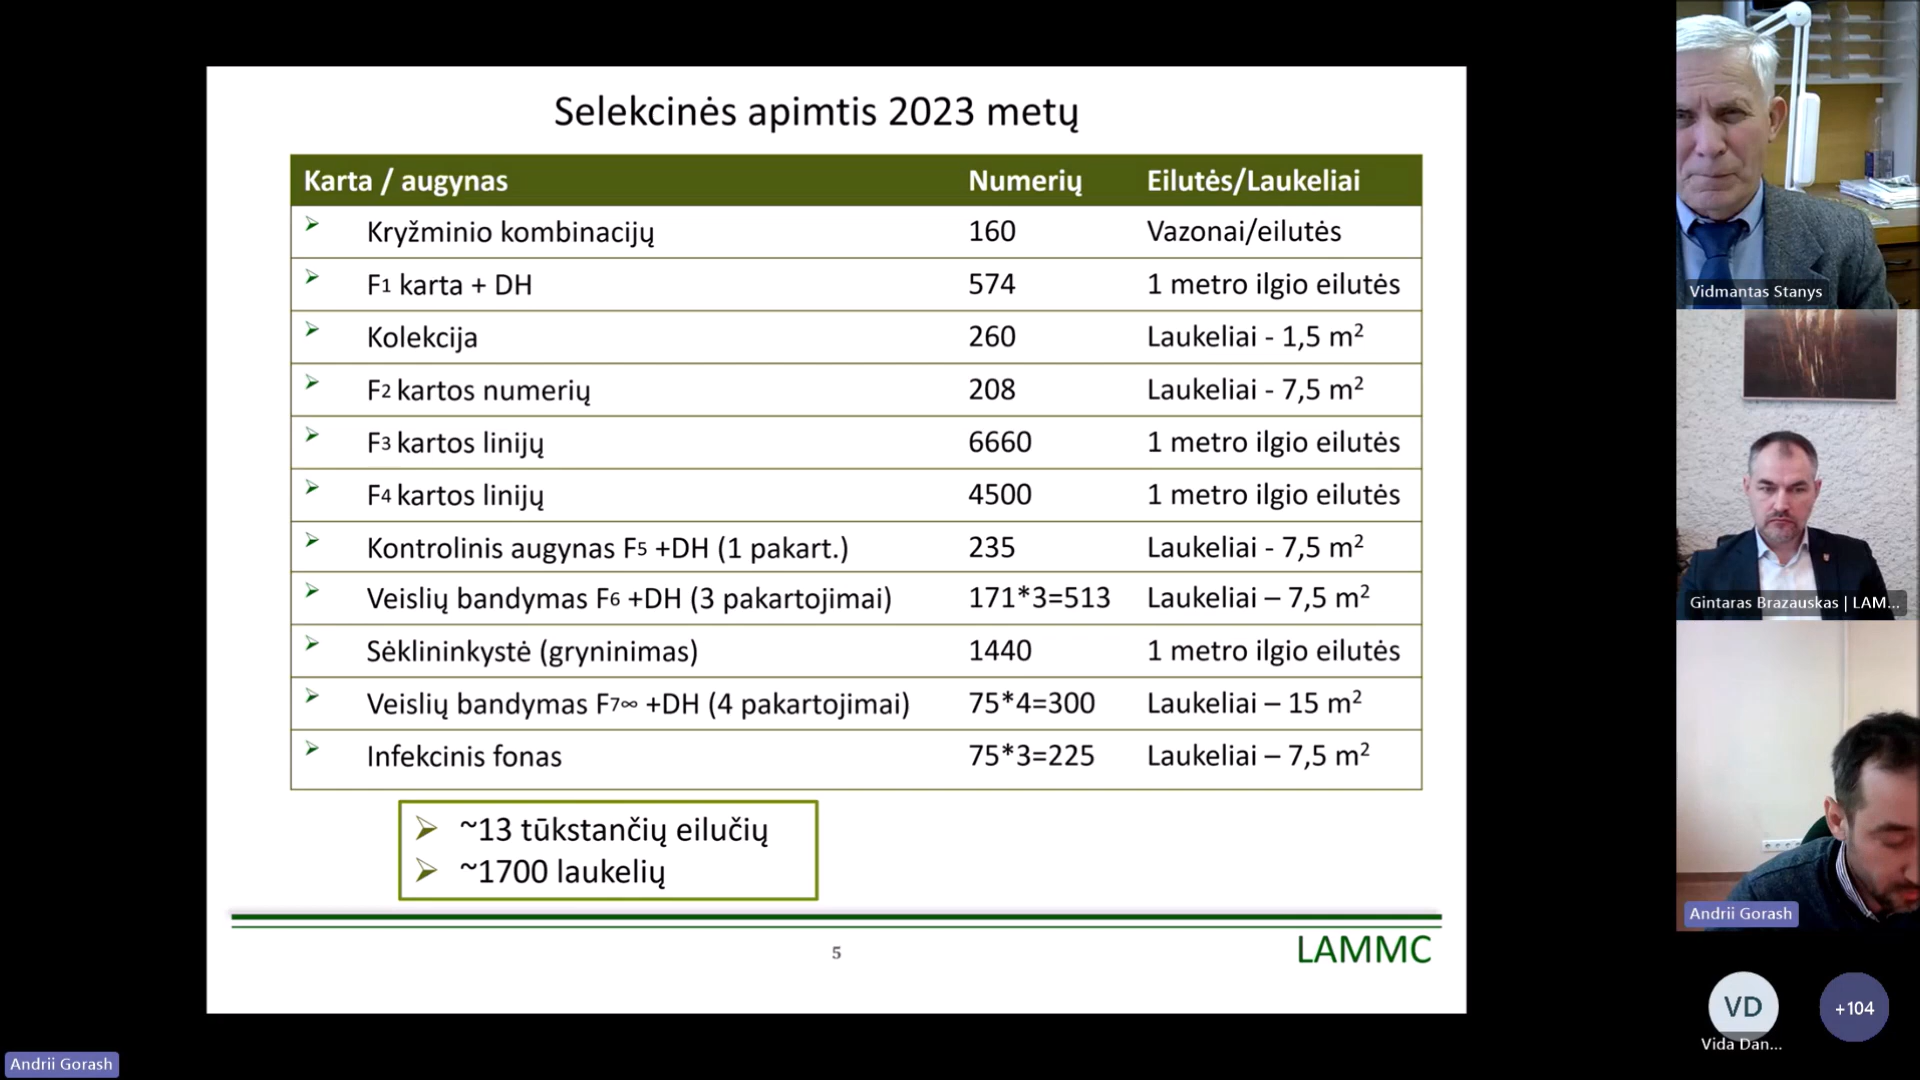 Selekcinės apimtis 2023 metų
Karta / augynas Numerių Eilutės/Laukeliai
Kryžminio kombinacijų 160 Vazonai/eilutės
F1 karta + DH 574 1 metro ilgio eilutės
Kolekcija 260 Laukeliai - 1,5 m²
F2 kartos numerių 208 Laukeliai - 7,5 m²
F3 kartos linijų 6660 1 metro ilgio eilutės
F4 kartos linijų 4500 1 metro ilgio eilutės
Kontrolinis augynas F5 +DH (1 pakart.) 235 Laukeliai - 7,5 m²
Veislių bandymas F6 +DH (3 pakartojimai) 171*3=513 Laukeliai – 7,5 m²
Sėklininkystė (gryninimas) 1440 1 metro ilgio eilutės
Veislių bandymas F7∞ +DH (4 pakartojimai) 75*4=300 Laukeliai – 15 m²
Infekcinis fonas 75*3=225 Laukeliai – 7,5 m²
~13 tūkstančių eilučių
~1700 laukelių
5
LAMMC
Vidmantas Stanys
Gintaras Brazauskas | LAM...
Andrii Gorash
VD
+104
Vida Dan...
Andrii Gorash